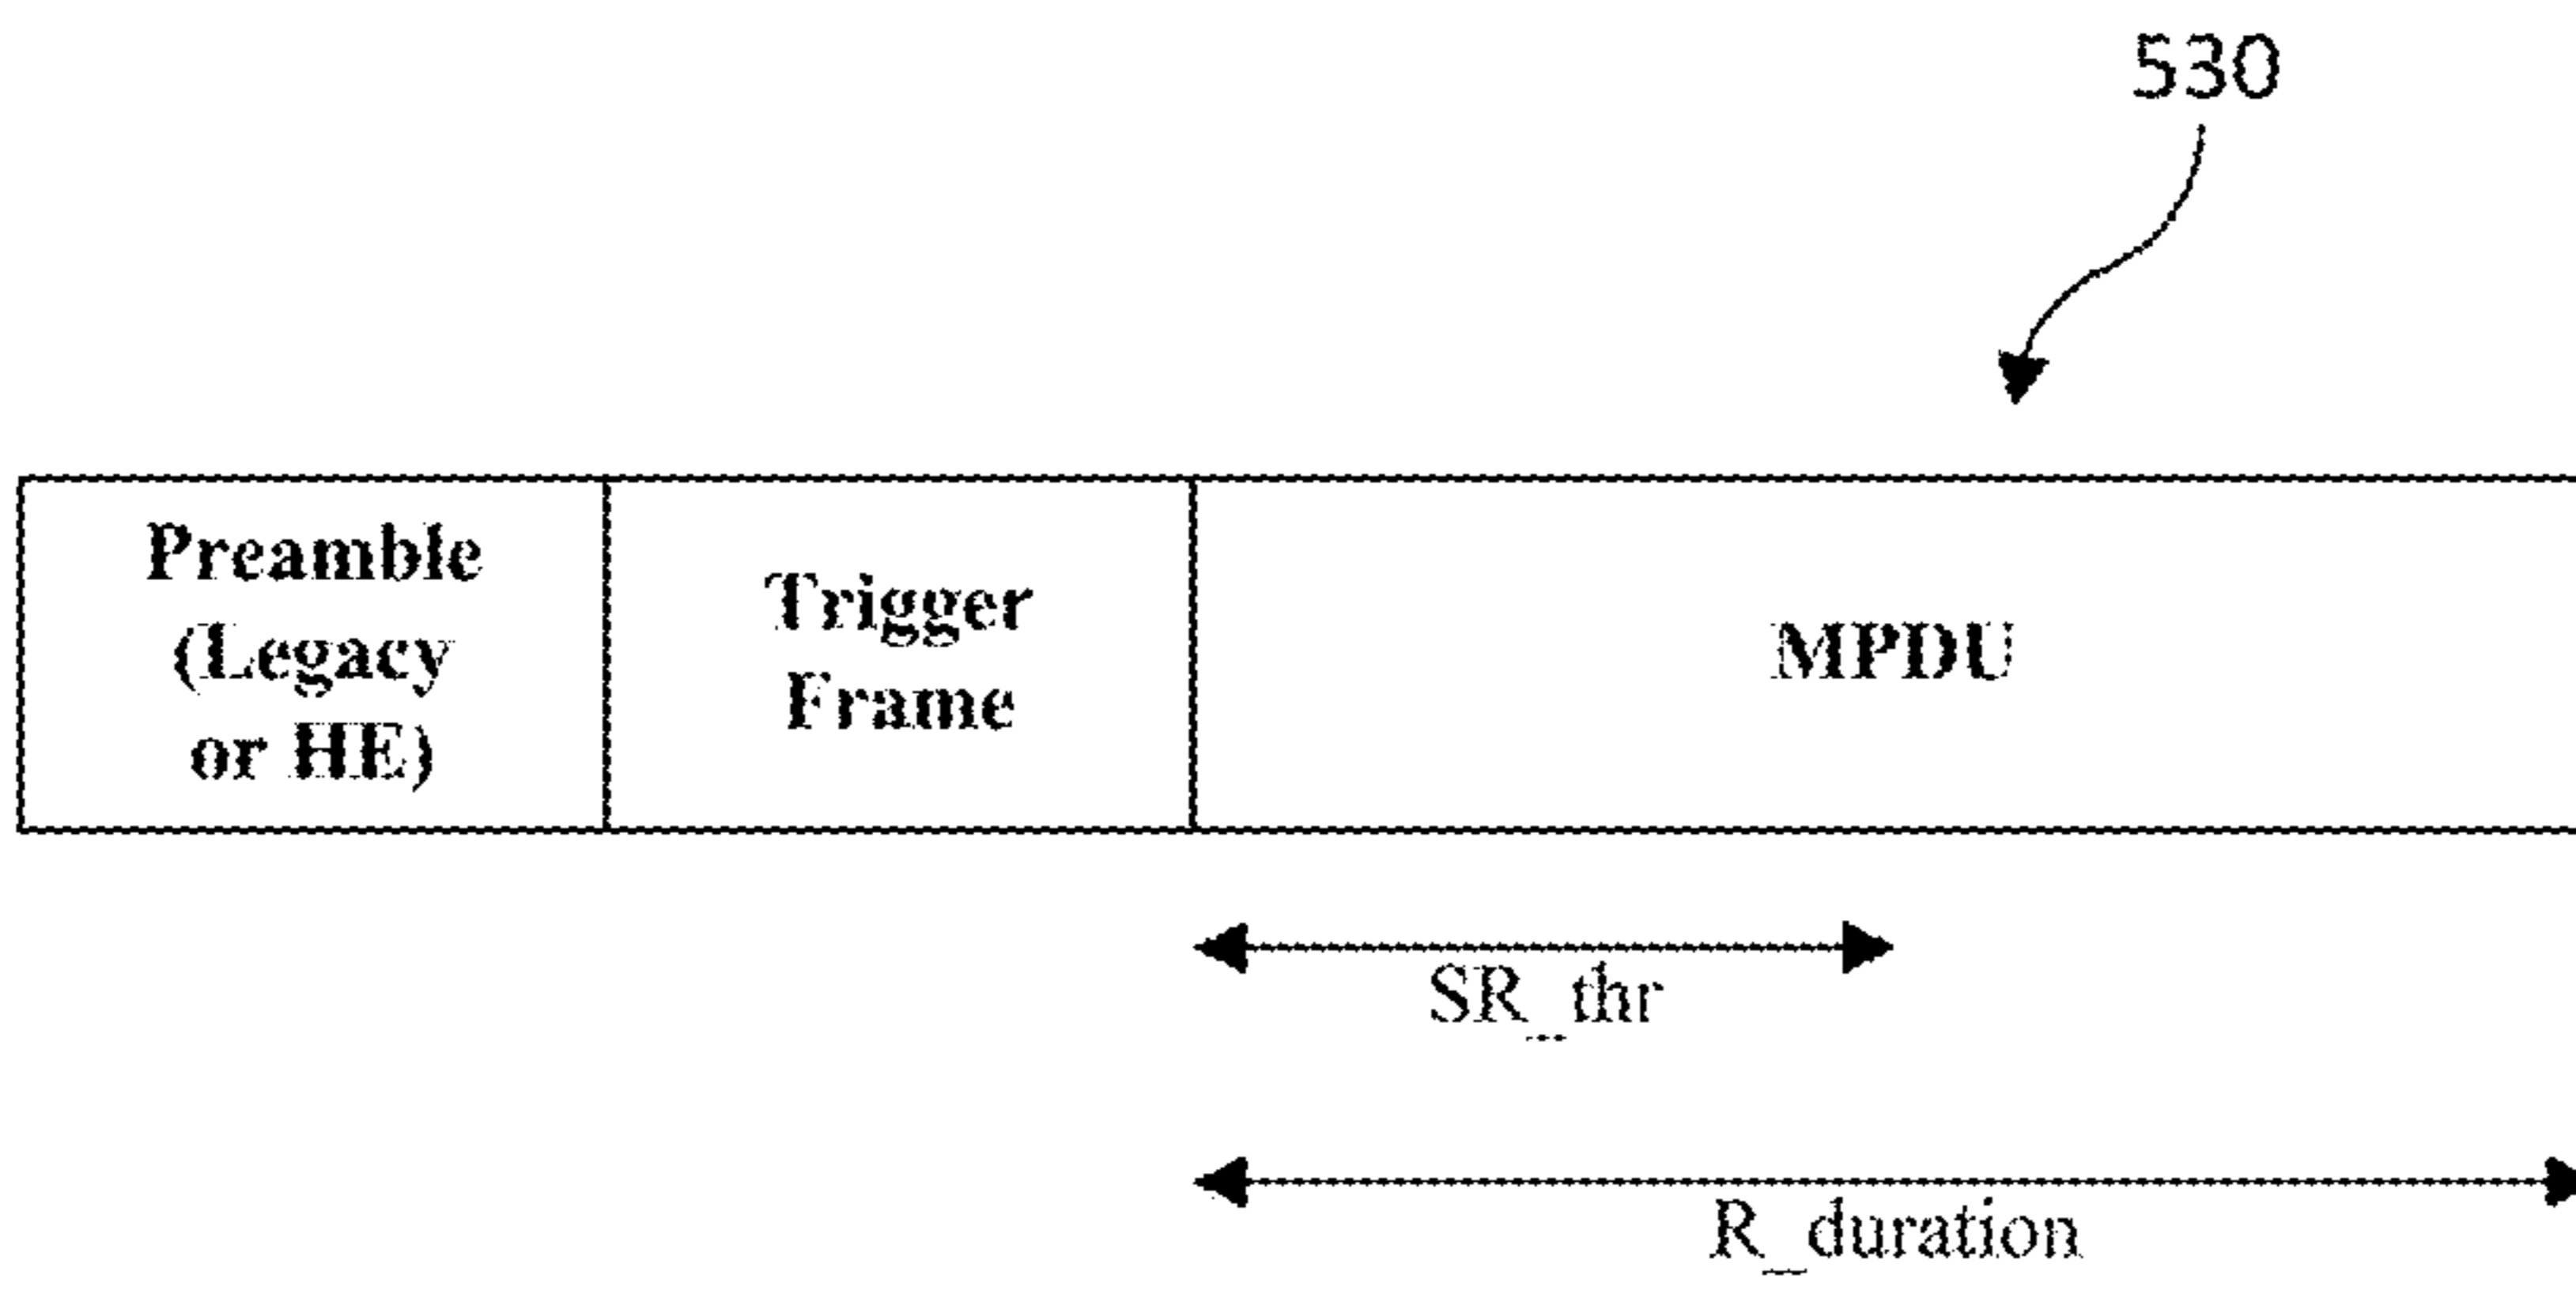 530
Preamble
(Legacy
or HE)
Trigger
Frame
MPDU
SR_thr
R_duration